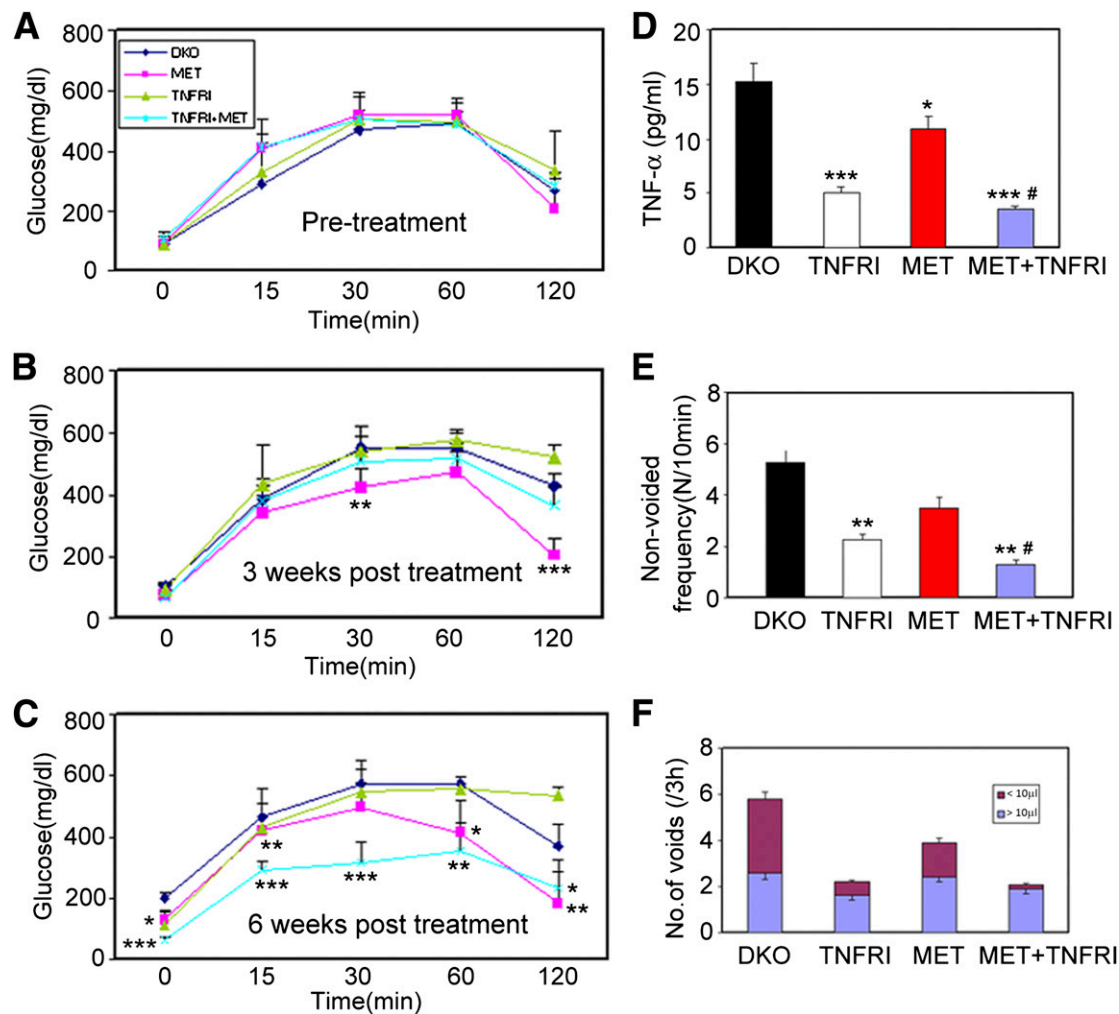 A
800
600
400
200
0
Glucose(mg/dl)
DKO
MET
TNFRI
TNFRI+MET
Pre-treatment
0 15 30 60 120
Time(min)
B
800
600
400
200
0
Glucose(mg/dl)
**
***
3 weeks post treatment
0 15 30 60 120
Time(min)
C
800
600
400
200
0
Glucose(mg/dl)
*
***
**
***
***
*
**
*
**
6 weeks post treatment
0 15 30 60 120
Time(min)
D
20
15
10
5
0
TNF-α (pg/ml)
***
*
*** #
DKO TNFRI MET MET+TNFRI
E
8
6
4
2
0
Non-voided
frequency(N/10min)
**
** #
DKO TNFRI MET MET+TNFRI
F
8
6
4
2
0
No.of voids (/3h)
< 10µl
> 10µl
DKO TNFRI MET MET+TNFRI